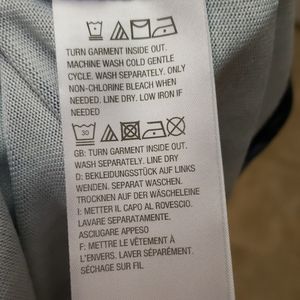 TURN GARMENT INSIDE OUT.
MACHINE WASH COLD GENTLE
CYCLE. WASH SEPARATELY. ONLY
NON-CHLORINE BLEACH WHEN
NEEDED. LINE DRY. LOW IRON IF
NEEDED
30
GB: TURN GARMENT INSIDE OUT.
WASH SEPARATELY. LINE DRY
D: BEKLEIDUNGSSTÜCK AUF LINKS
WENDEN. SEPARAT WASCHEN.
TROCKNEN AUF DER WÄSCHELEINE
I: METTER IL CAPO AL ROVESCIO.
LAVARE SEPARATAMENTE.
ASCIUGARE APPESO
F: METTRE LE VÊTEMENT À
L'ENVERS. LAVER SÉPARÉMENT.
SÉCHAGE SUR FIL